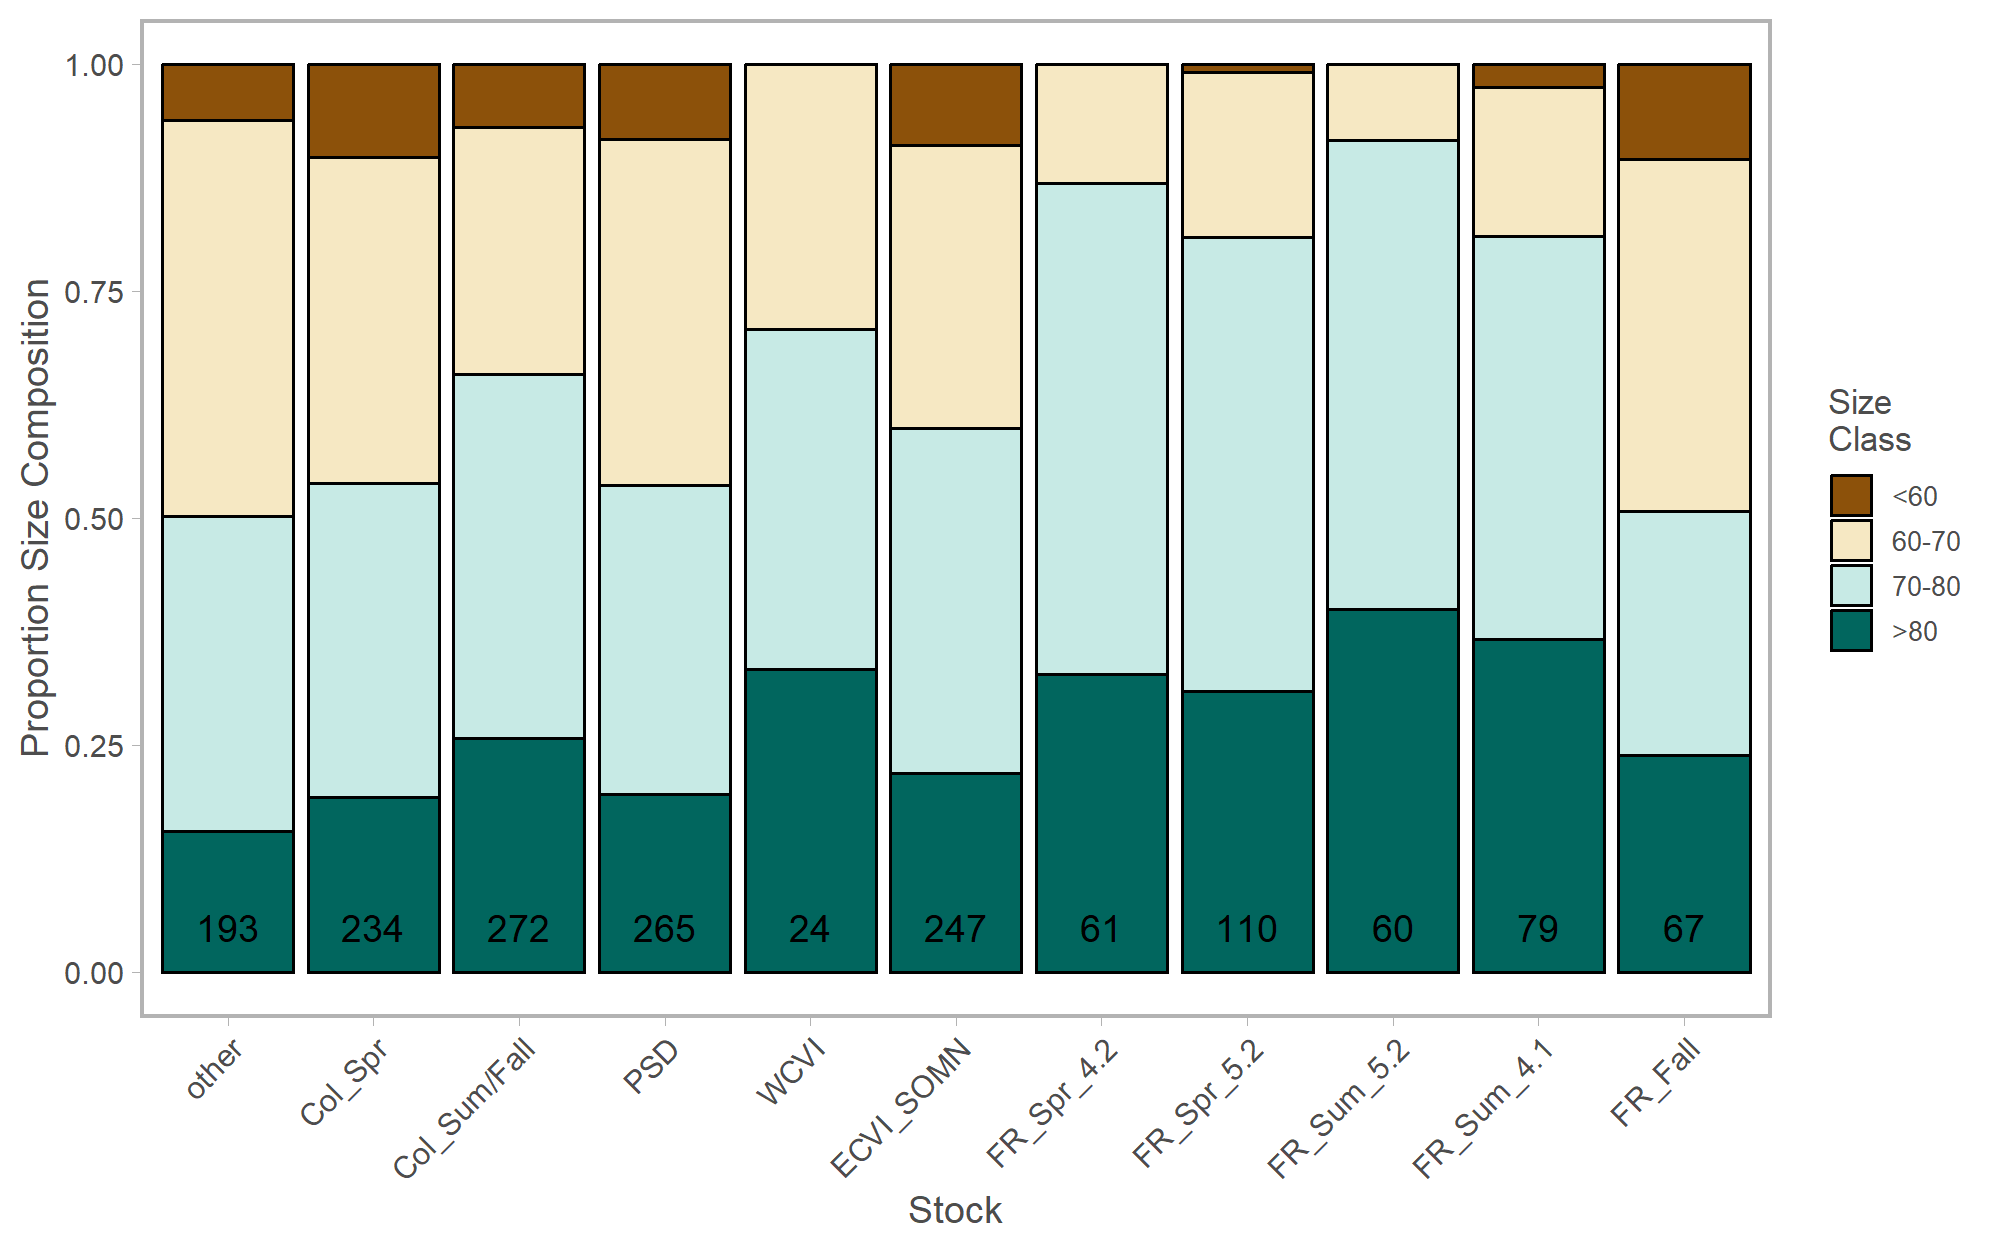 Proportion Size Composition
1.00
0.75
0.50
0.25
0.00
193 234 272 265 24 247 61 110 60 79 67
other Col_Spr Col_Sum/Fall PSD WCVI ECVI_SOMN FR_Spr_4.2 FR_Spr_5.2 FR_Sum_5.2 FR_Sum_4.1 FR_Fall
Stock
Size
Class
<60
60-70
70-80
>80